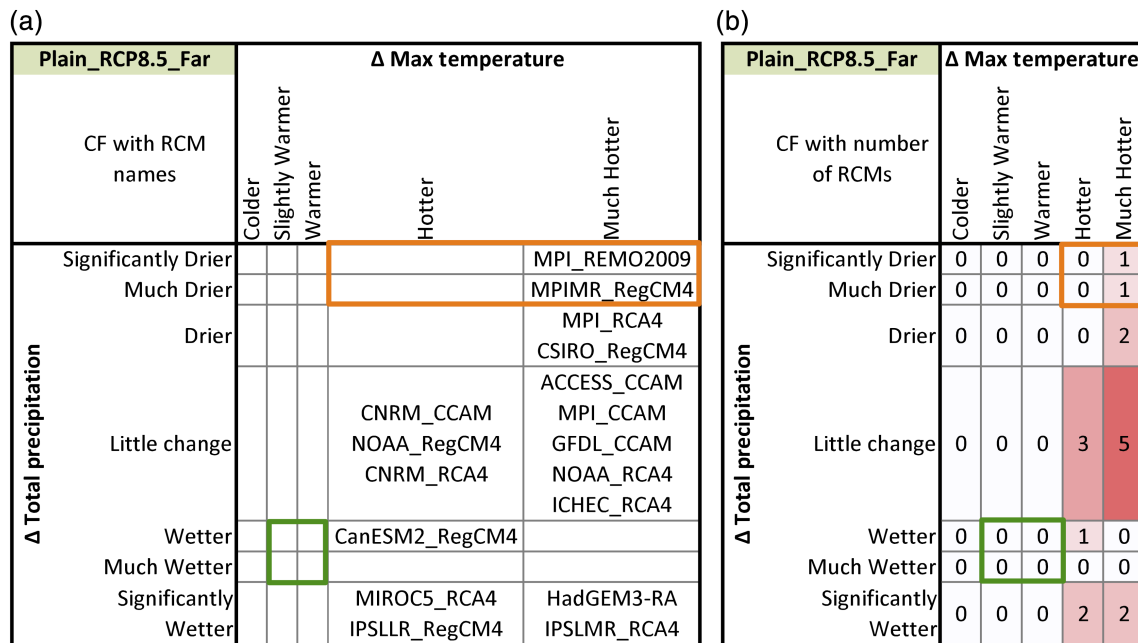 (a)
Plain_RCP8.5_Far
Δ Max temperature
CF with RCM
names
Colder
Slightly Warmer
Warmer
Hotter
Much Hotter
Δ Total precipitation
Significantly Drier
MPI_REMO2009
Much Drier
MPIMR_RegCM4
Drier
MPI_RCA4
CSIRO_RegCM4
Little change
CNRM_CCAM
NOAA_RegCM4
CNRM_RCA4
ACCESS_CCAM
MPI_CCAM
GFDL_CCAM
NOAA_RCA4
ICHEC_RCA4
Wetter
CanESM2_RegCM4
Much Wetter
Significantly
Wetter
MIROC5_RCA4
IPSLLR_RegCM4
HadGEM3-RA
IPSLMR_RCA4
(b)
Plain_RCP8.5_Far
Δ Max temperature
CF with number
of RCMs
Colder
Slightly Warmer
Warmer
Hotter
Much Hotter
Δ Total precipitation
Significantly Drier 0 0 0 0 1
Much Drier 0 0 0 0 1
Drier 0 0 0 0 2
Little change 0 0 0 3 5
Wetter 0 0 0 1 0
Much Wetter 0 0 0 0 0
Significantly
Wetter 0 0 0 2 2